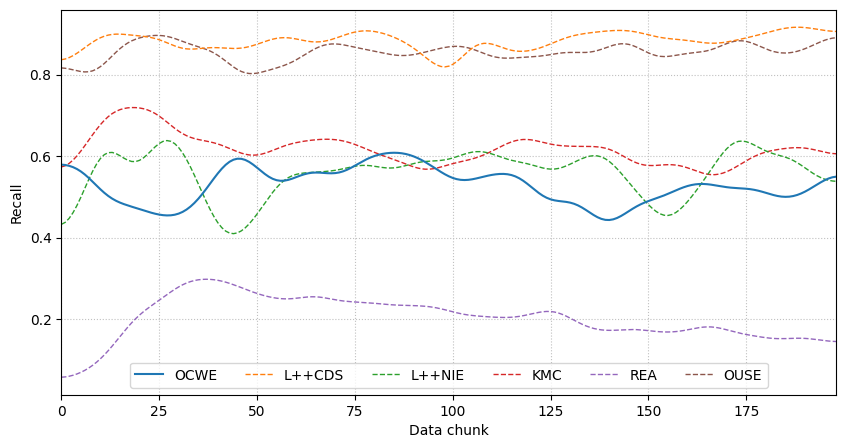 Recall
0.8
0.6
0.4
0.2
OCWE L++CDS L++NIE KMC REA OUSE
0 25 50 75 100 125 150 175
Data chunk